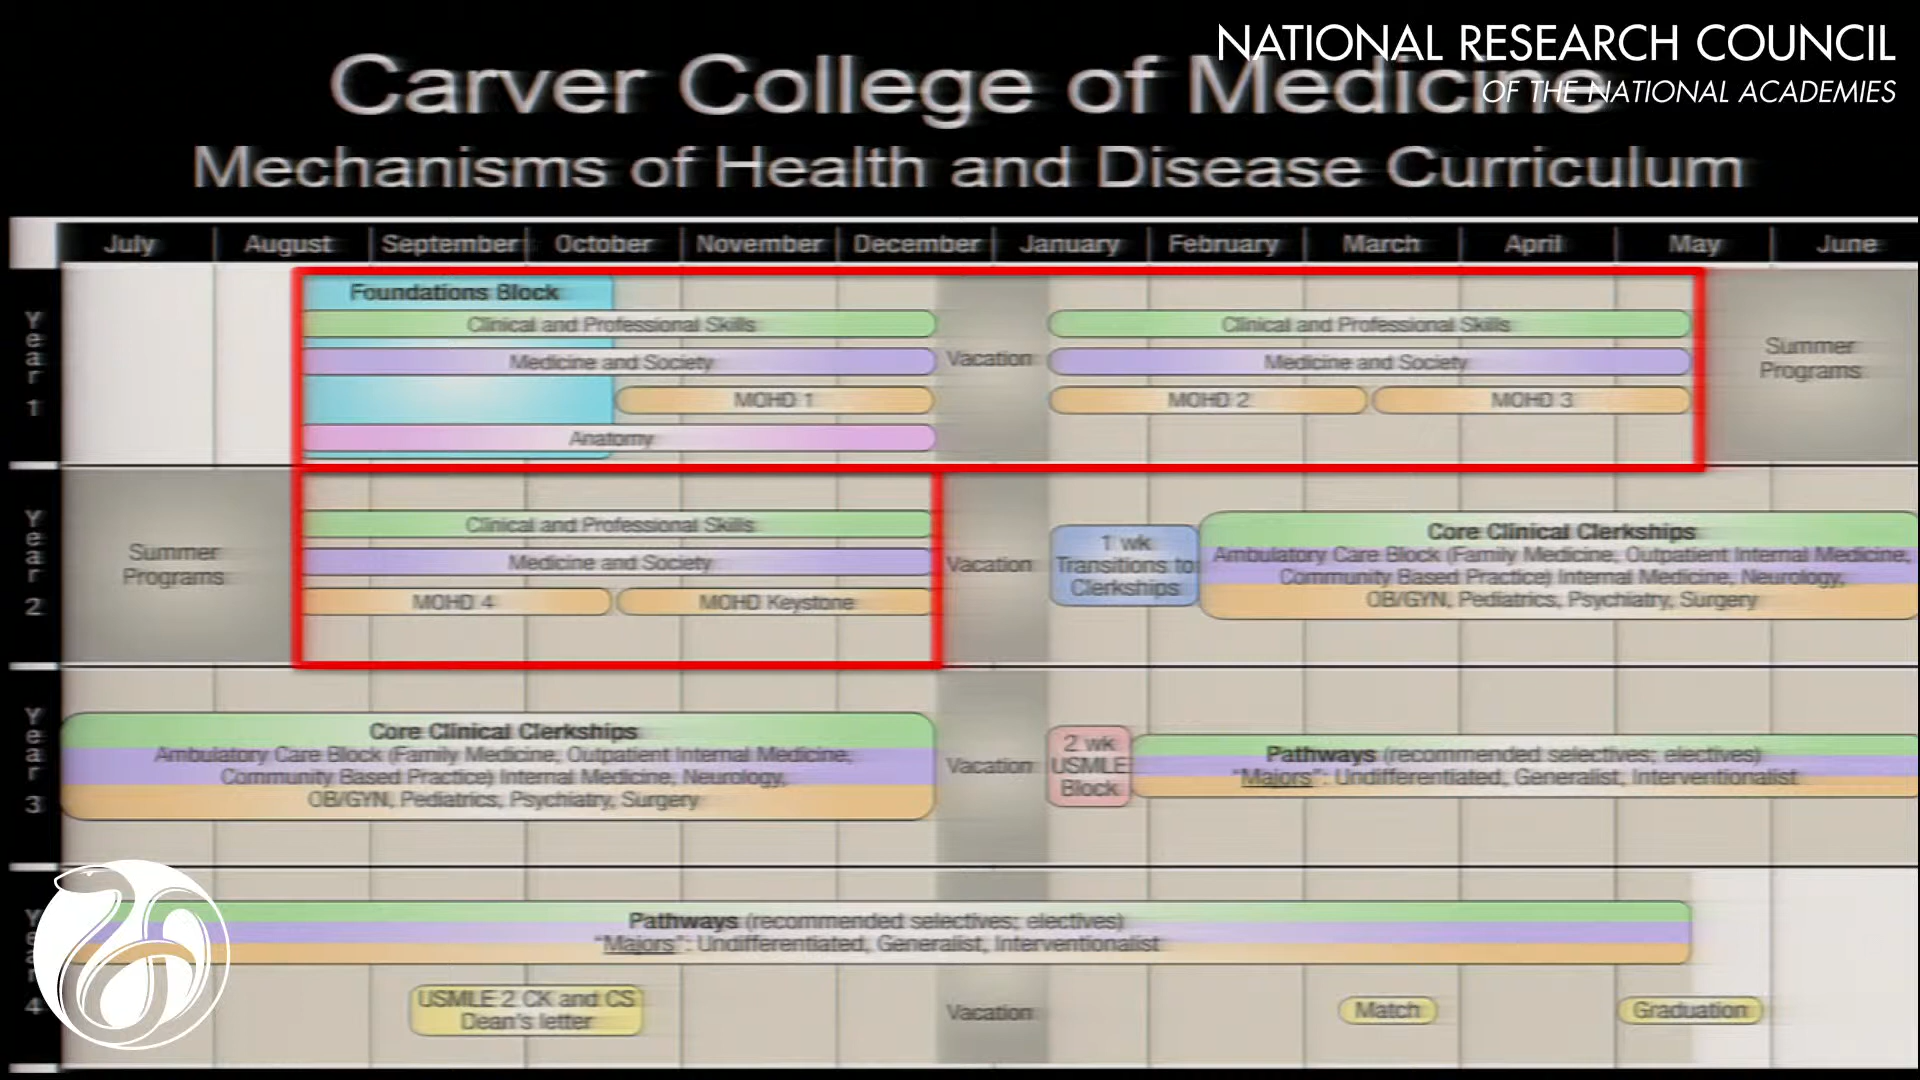 NATIONAL RESEARCH COUNCIL
OF THE NATIONAL ACADEMIES
Carver College of Medicine
Mechanisms of Health and Disease Curriculum
July August September October November December January February March April May June
Year 1
Foundations Block
Clinical and Professional Skills
Medicine and Society
MOHD 1
Anatomy
Vacation
Clinical and Professional Skills
Medicine and Society
MOHD 2
MOHD 3
Summer
Programs
Year 2
Summer
Programs
Clinical and Professional Skills
Medicine and Society
MOHD 4
MOHD Keystone
Vacation
1 wk
Transitions to
Clerkships
Core Clinical Clerkships
Ambulatory Care Block (Family Medicine, Outpatient Internal Medicine,
Community Based Practice) Internal Medicine, Neurology,
OB/GYN, Pediatrics, Psychiatry, Surgery
Year 3
Core Clinical Clerkships
Ambulatory Care Block (Family Medicine, Outpatient Internal Medicine,
Community Based Practice) Internal Medicine, Neurology,
OB/GYN, Pediatrics, Psychiatry, Surgery
Vacation
2 wk
USMLE
Block
Pathways (recommended selectives; electives)
"Majors": Undifferentiated, Generalist, Interventionalist
Year 4
Pathways (recommended selectives; electives)
"Majors": Undifferentiated, Generalist, Interventionalist
USMLE 2 CK and CS
Dean's letter
Vacation
Match
Graduation